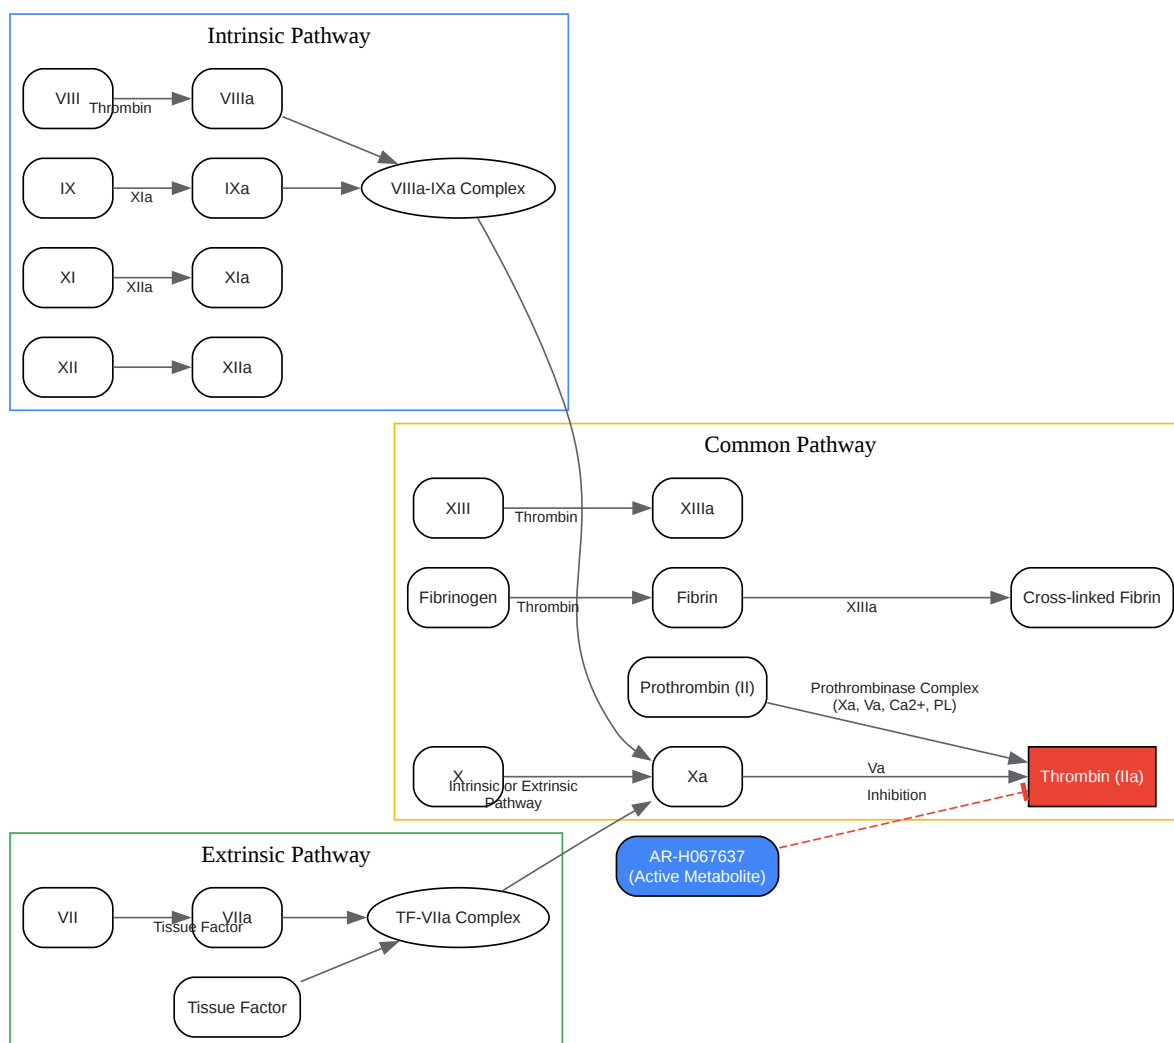 Intrinsic Pathway
VIII
Thrombin
VIIIa
IX
XIa
IXa
VIIIa-IXa Complex
XI
XIIa
XIa
XII
XIIa
Common Pathway
XIII
Thrombin
XIIIa
Fibrinogen
Thrombin
Fibrin
XIIIa
Cross-linked Fibrin
Prothrombin (II)
Prothrombinase Complex
(Xa, Va, Ca2+, PL)
X
Intrinsic or Extrinsic
Pathway
Xa
Va
Thrombin (IIa)
Inhibition
AR-H067637
(Active Metabolite)
Extrinsic Pathway
VII
Tissue Factor
VIIa
TF-VIIa Complex
Tissue Factor